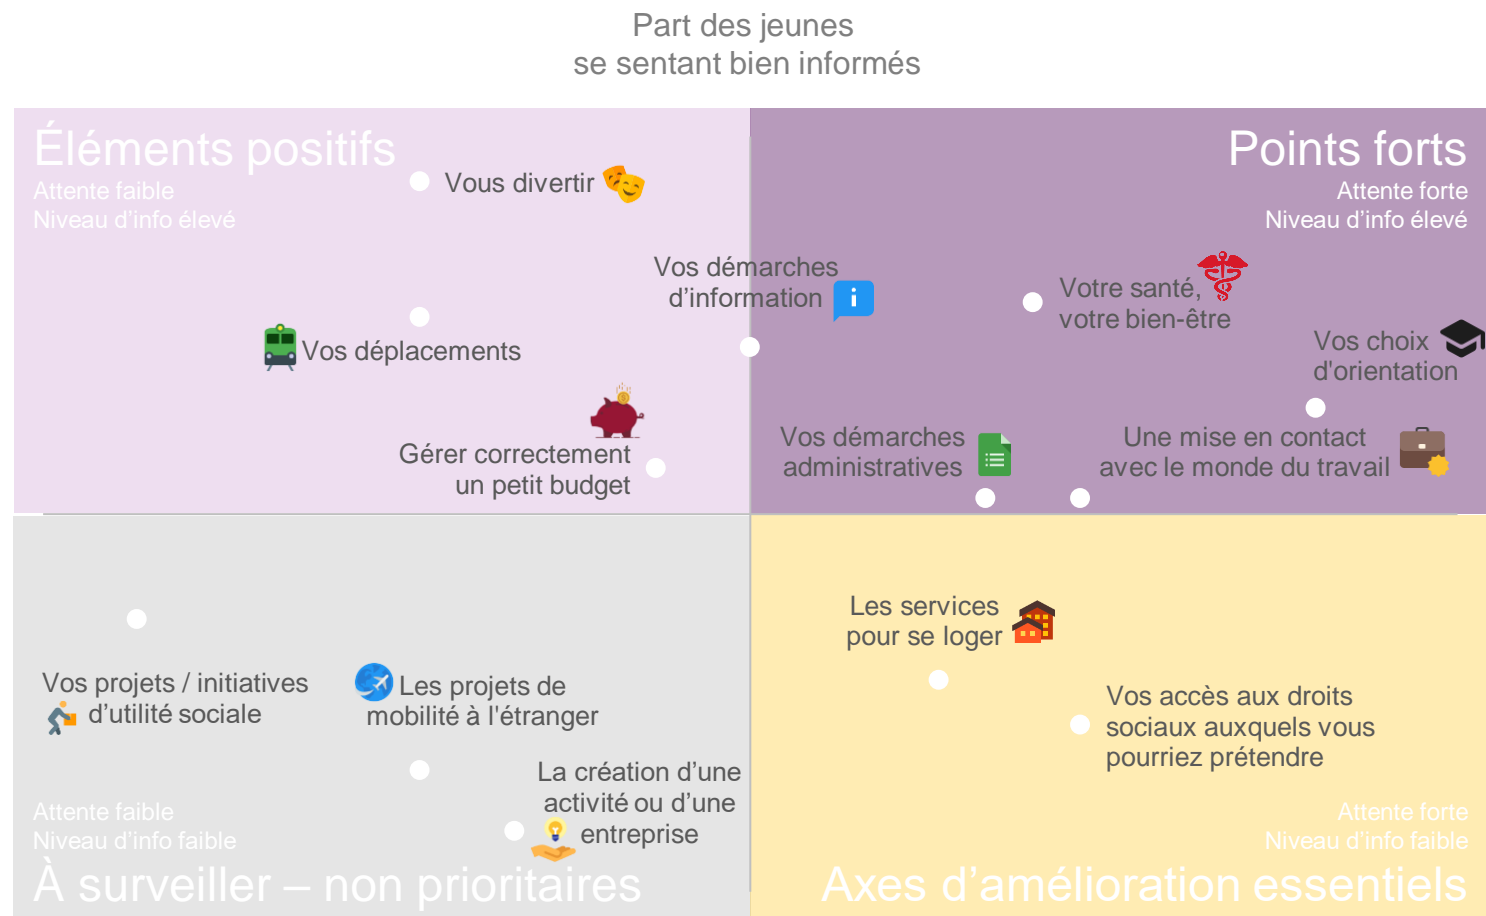 Part des jeunes
se sentant bien informés
Éléments positifs
Attente faible
Niveau d'info élevé
Vous divertir
Points forts
Attente forte
Niveau d'info élevé
Vos démarches
d'information
Votre santé,
votre bien-être
Vos déplacements
Vos choix
d'orientation
Gérer correctement
un petit budget
Vos démarches
administratives
Une mise en contact
avec le monde du travail
Les services
pour se loger
Vos projets / initiatives
d'utilité sociale
Les projets de
mobilité à l'étranger
Vos accès aux droits
sociaux auxquels vous
pourriez prétendre
La création d'une
activité ou d'une
entreprise
Attente faible
Niveau d'info faible
À surveiller – non prioritaires
Attente forte
Niveau d'info faible
Axes d'amélioration essentiels